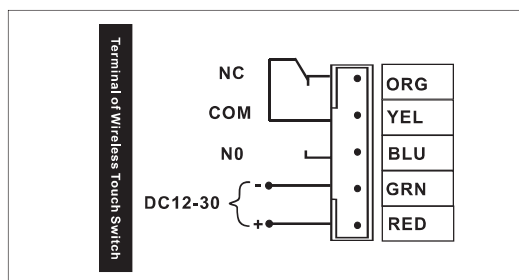 Terminal of Wireless Touch Switch
NC
ORG
COM
YEL
N0
BLU
-
GRN
DC12-30
+
RED